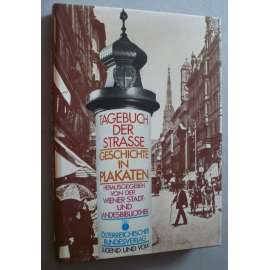 TAGEBUCH
DER
STRASSE
GESCHICHTE
IN
PLAKATEN
HERAUSGEGEBEN
VON DER
WIENER STADT-
UND
LANDESBIBLIOTHEK
ÖSTERREICHISCHER
BUNDESVERLAG
JUGEND UND VOLK